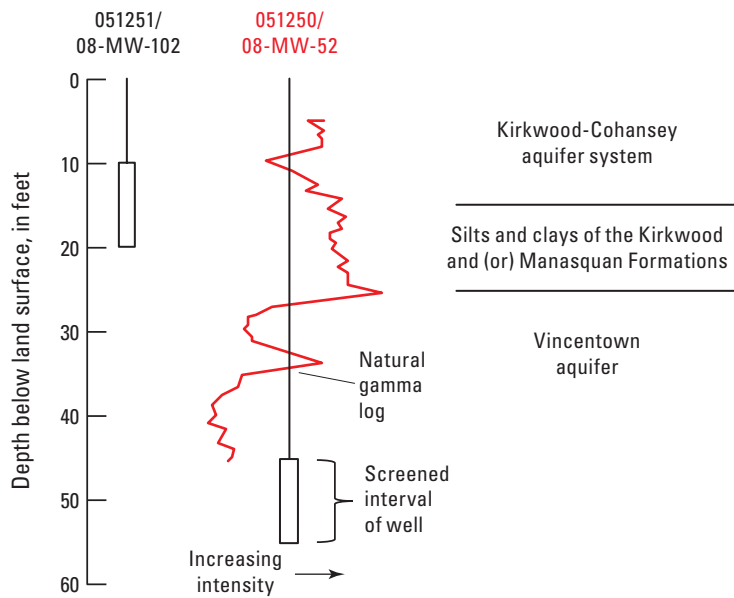 051251/
08-MW-102
051250/
08-MW-52
Depth below land surface, in feet
0
10
20
30
40
50
60
Kirkwood-Cohansey
aquifer system
Silts and clays of the Kirkwood
and (or) Manasquan Formations
Vincentown
aquifer
Natural
gamma
log
Screened
interval
of well
Increasing
intensity